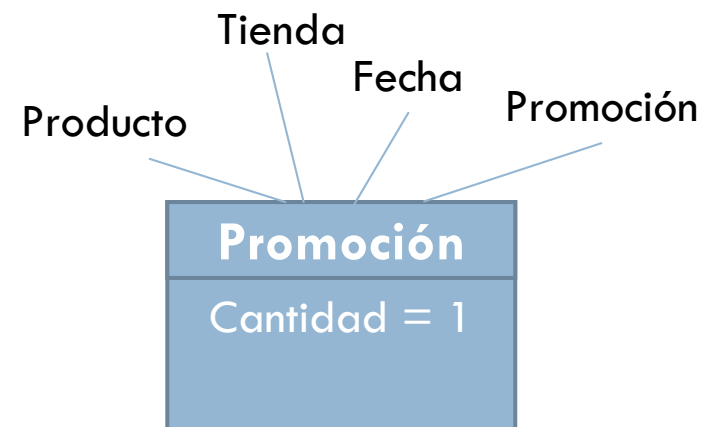 Tienda
Fecha
Promoción
Producto
Promoción
Cantidad = 1